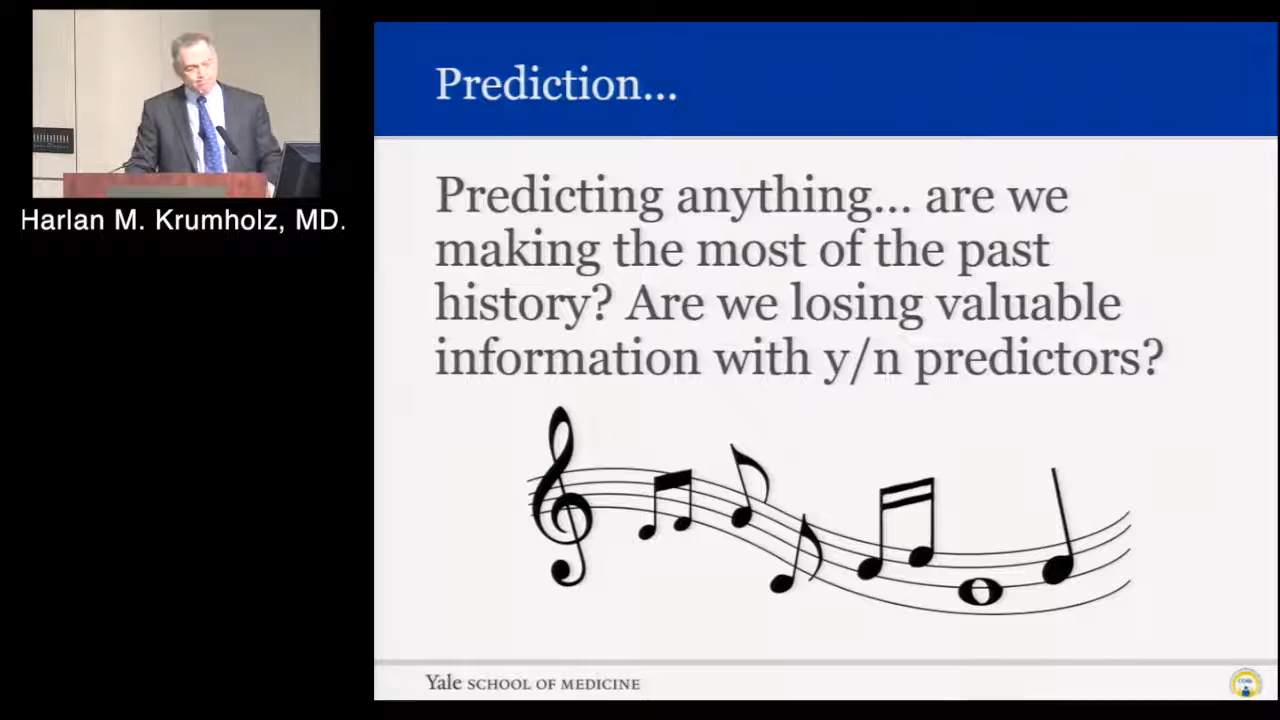 Harlan M. Krumholz, MD.
Prediction...
Predicting anything... are we
making the most of the past
history? Are we losing valuable
information with y/n predictors?
Yale SCHOOL OF MEDICINE